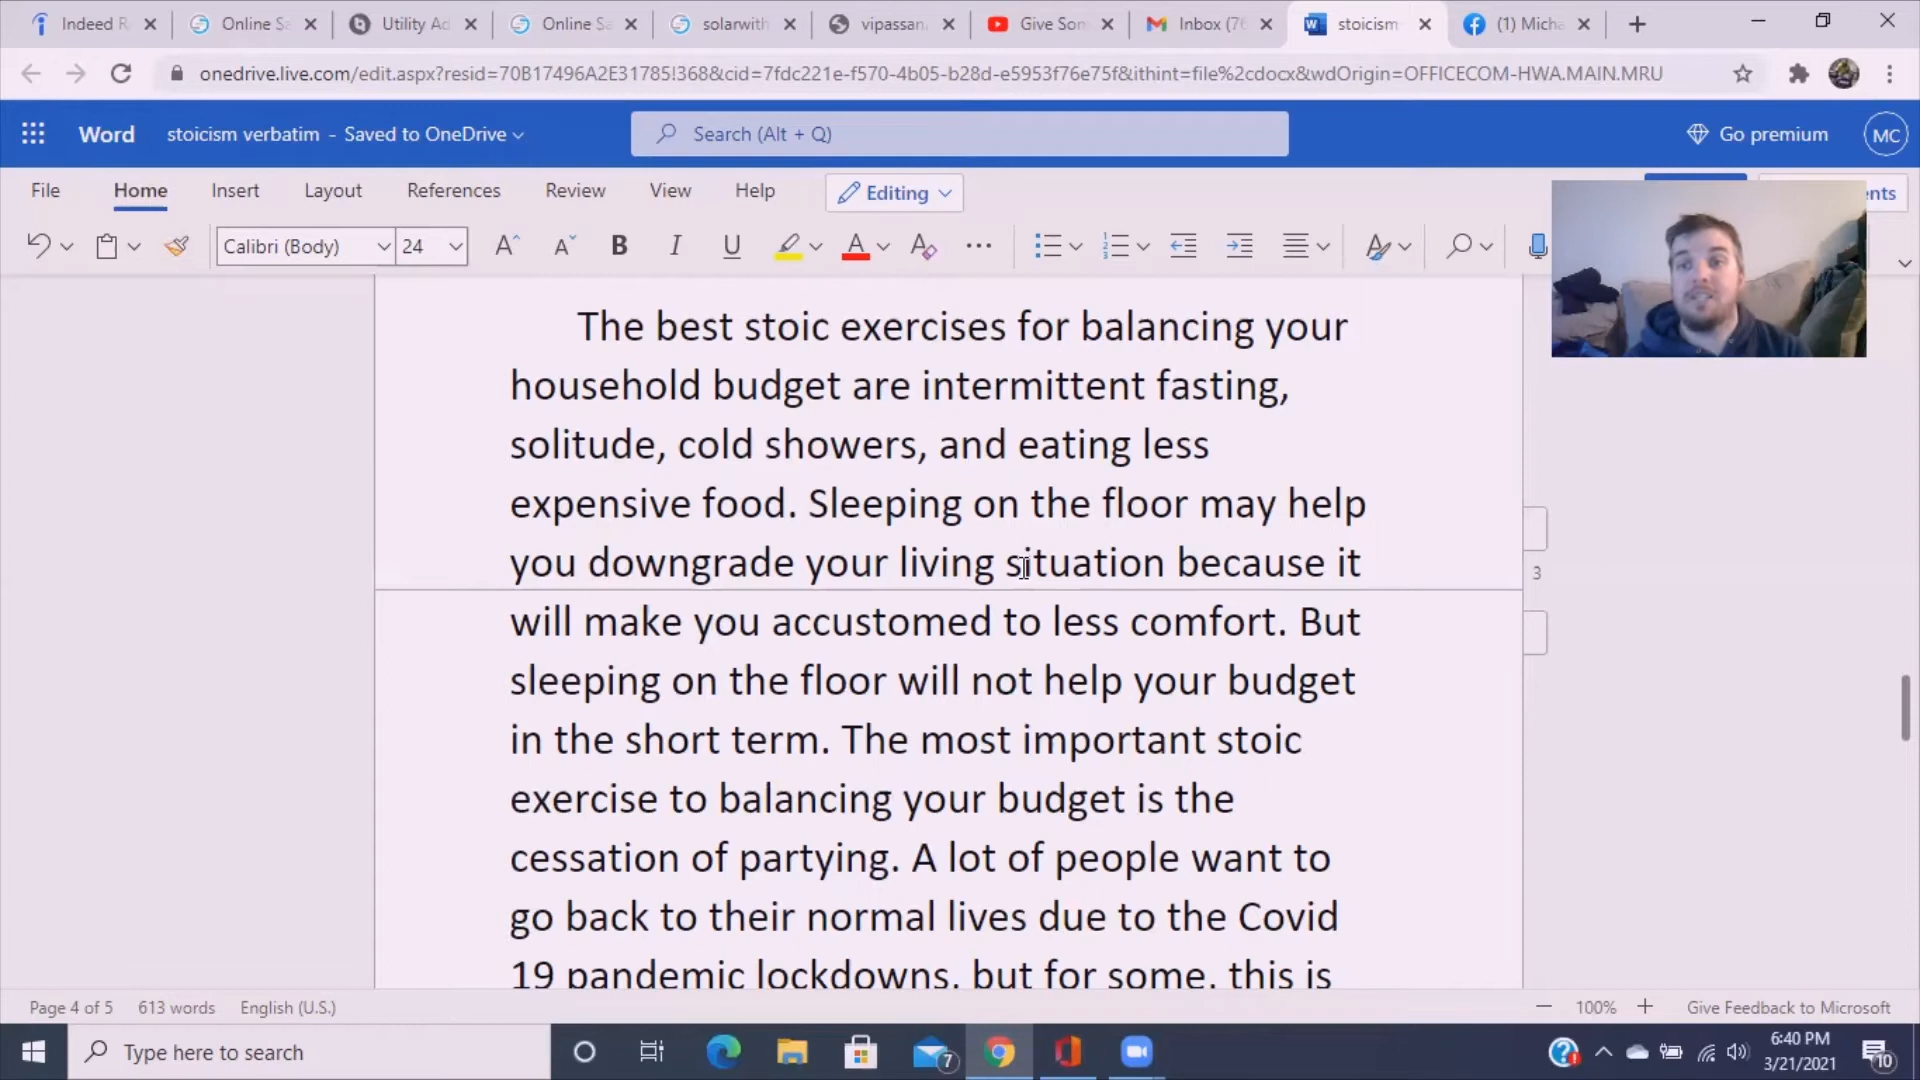 Indeed R
Online Sa
Utility Ad
Online Sa
solarwith
vipassan
Give Som
Inbox (76
stoicism
(1) Micha
onedrive.live.com/edit.aspx?resid=70B17496A2E31785!368&cid=7fdc221e-f570-4b05-b28d-e5953f76e75f&ithint=file%2cdocx&wdOrigin=OFFICECOM-HWA.MAIN.MRU
Word stoicism verbatim - Saved to OneDrive
Search (Alt + Q)
Go premium
MC
File Home Insert Layout References Review View Help Editing
ents
Calibri (Body) 24
The best stoic exercises for balancing your
household budget are intermittent fasting,
solitude, cold showers, and eating less
expensive food. Sleeping on the floor may help
you downgrade your living situation because it
3
will make you accustomed to less comfort. But
sleeping on the floor will not help your budget
in the short term. The most important stoic
exercise to balancing your budget is the
cessation of partying. A lot of people want to
go back to their normal lives due to the Covid
19 pandemic lockdowns, but for some, this is
Page 4 of 5 613 words English (U.S.)
100%
Give Feedback to Microsoft
Type here to search
7
6:40 PM
3/21/2021
10